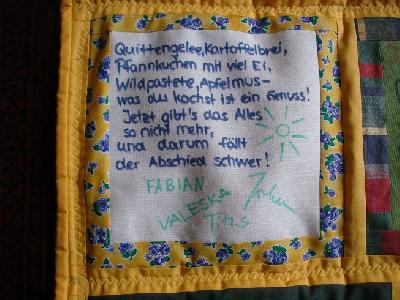 Quittengelee, Kartoffelbrei,
Pfannkuchen mit viel Ei,
Wildpastete, Apfelmus-
was du kochst ist ein Genuss!
Jetzt gibt's das Alles
so nicht mehr,
und darum fällt
der Abschied schwer!
FABIAN
VALESKA